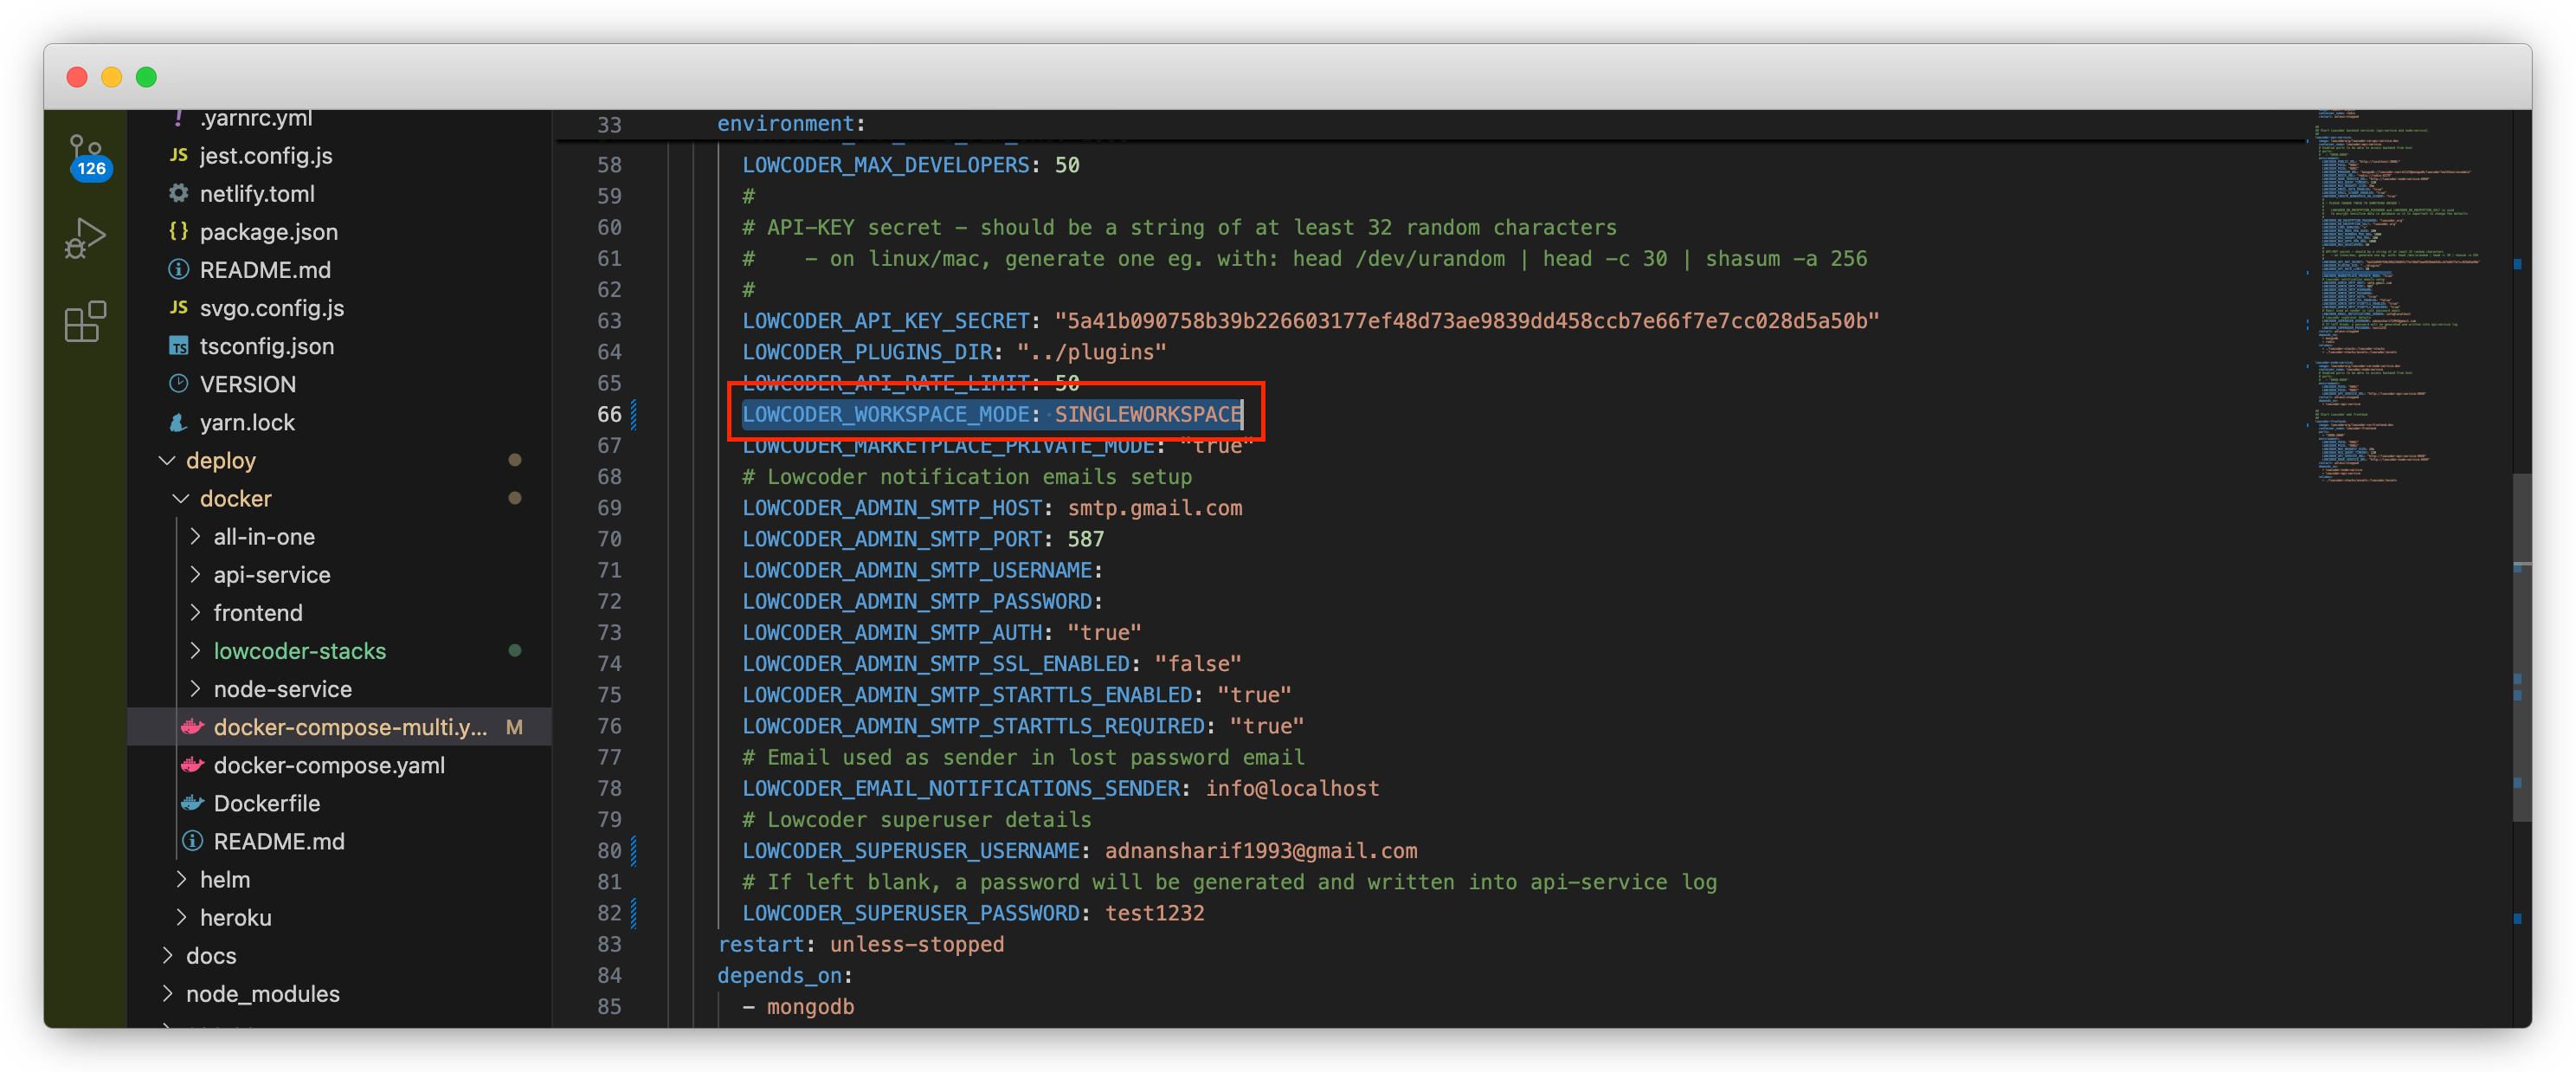 .yarnrc.yml
JS jest.config.js
netlify.toml
{} package.json
README.md
JS svgo.config.js
TS tsconfig.json
VERSION
yarn.lock
deploy
docker
all-in-one
api-service
frontend
lowcoder-stacks
node-service
docker-compose-multi.y... M
docker-compose.yaml
Dockerfile
README.md
helm
heroku
docs
node_modules
126
33 environment:
58 LOWCODER_MAX_DEVELOPERS: 50
59 #
60 # API-KEY secret - should be a string of at least 32 random characters
61 #    - on linux/mac, generate one eg. with: head /dev/urandom | head -c 30 | shasum -a 256
62 #
63 LOWCODER_API_KEY_SECRET: "5a41b090758b39b226603177ef48d73ae9839dd458ccb7e66f7e7cc028d5a50b"
64 LOWCODER_PLUGINS_DIR: "../plugins"
65 LOWCODER_API_RATE_LIMIT: 50
66 LOWCODER_WORKSPACE_MODE: SINGLEWORKSPACE
67 LOWCODER_MARKETPLACE_PRIVATE_MODE: "true"
68 # Lowcoder notification emails setup
69 LOWCODER_ADMIN_SMTP_HOST: smtp.gmail.com
70 LOWCODER_ADMIN_SMTP_PORT: 587
71 LOWCODER_ADMIN_SMTP_USERNAME:
72 LOWCODER_ADMIN_SMTP_PASSWORD:
73 LOWCODER_ADMIN_SMTP_AUTH: "true"
74 LOWCODER_ADMIN_SMTP_SSL_ENABLED: "false"
75 LOWCODER_ADMIN_SMTP_STARTTLS_ENABLED: "true"
76 LOWCODER_ADMIN_SMTP_STARTTLS_REQUIRED: "true"
77 # Email used as sender in lost password email
78 LOWCODER_EMAIL_NOTIFICATIONS_SENDER: info@localhost
79 # Lowcoder superuser details
80 LOWCODER_SUPERUSER_USERNAME: adnansharif1993@gmail.com
81 # If left blank, a password will be generated and written into api-service log
82 LOWCODER_SUPERUSER_PASSWORD: test1232
83 restart: unless-stopped
84 depends_on:
85 - mongodb